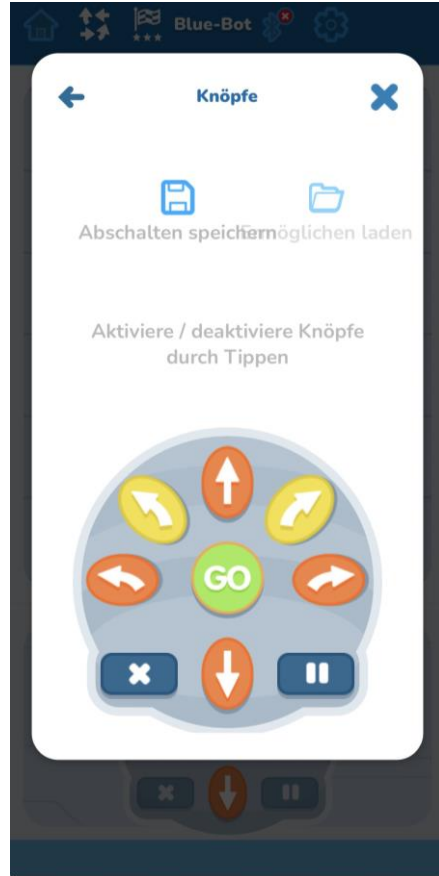 Blue-Bot
Knöpfe
Abschalten speichern
Ermöglichen laden
Aktiviere / deaktiviere Knöpfe
durch Tippen
GO